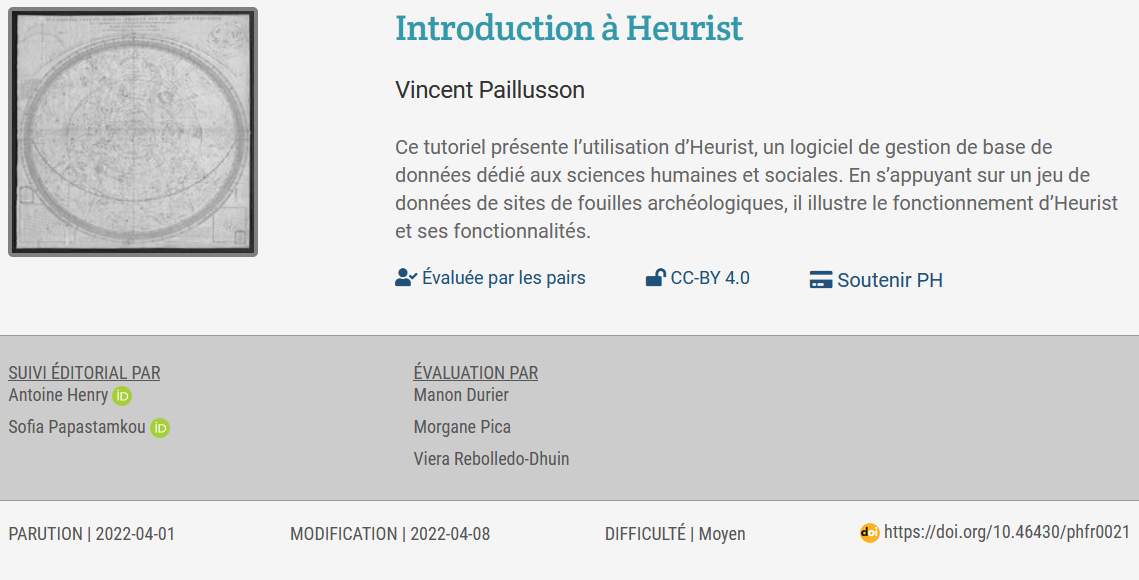 Introduction à Heurist
Vincent Paillusson
Ce tutoriel présente l’utilisation d’Heurist, un logiciel de gestion de base de
données dédié aux sciences humaines et sociales. En s’appuyant sur un jeu de
données de sites de fouilles archéologiques, il illustre le fonctionnement d’Heurist
et ses fonctionnalités.
Évaluée par les pairs
CC-BY 4.0
Soutenir PH
SUIVI ÉDITORIAL PAR
Antoine Henry iD
Sofia Papastamkou iD
ÉVALUATION PAR
Manon Durier
Morgane Pica
Viera Rebolledo-Dhuin
PARUTION | 2022-04-01
MODIFICATION | 2022-04-08
DIFFICULTÉ | Moyen
doi https://doi.org/10.46430/phfr0021